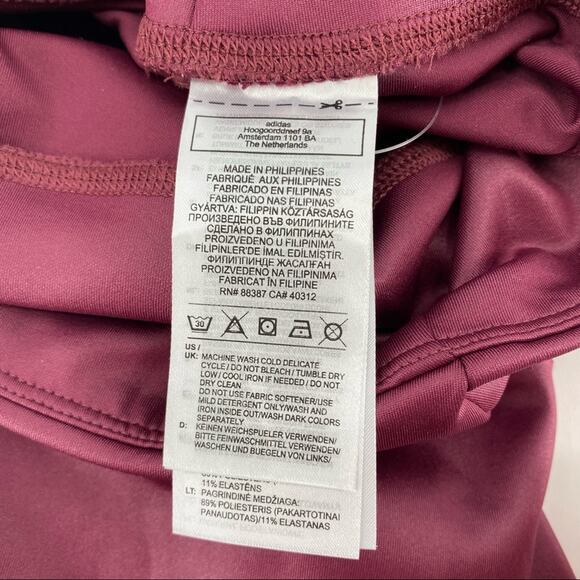 adidas
Hoogoorddreef 9a
Amsterdam 1101 BA
The Netherlands
MADE IN PHILIPPINES
FABRIQUÉ AUX PHILIPPINES
FABRICADO EN FILIPINAS
FABRICADO NAS FILIPINAS
GYÁRTVA: FILIPPIN KÖZTÁRSASÁG
ПРОИЗВЕДЕНО ВЪВ ФИЛИПИНИТЕ
СДЕЛАНО В ФИЛИППИНАХ
PROIZVEDENO U FILIPINIMA
FILIPINLER'DE IMAL EDILMIŞTIR.
ФИЛИППИНДЕ ЖАСАЛҒАН
PROIZVEDENO NA FILIPINIMA
FABRICAT ÎN FILIPINE
RN# 88387 CA# 40312
30
US /
UK: MACHINE WASH COLD DELICATE
CYCLE / DO NOT BLEACH / TUMBLE DRY
LOW / COOL IRON IF NEEDED / DO NOT
DRY CLEAN
DO NOT USE FABRIC SOFTENER/USE
MILD DETERGENT ONLY/WASH AND
IRON INSIDE OUT/WASH DARK COLORS
SEPARATELY
D: KEINEN WEICHSPUELER VERWENDEN/
BITTE FEINWASCHMITTEL VERWENDEN/
WASCHEN UND BUEGELN VON LINKS/
11% ELASTĒNS
LT: PAGRINDINĖ MEDŽIAGA:
89% POLIESTERIS (PAKARTOTINAI
PANAUDOTAS)/11% ELASTANAS